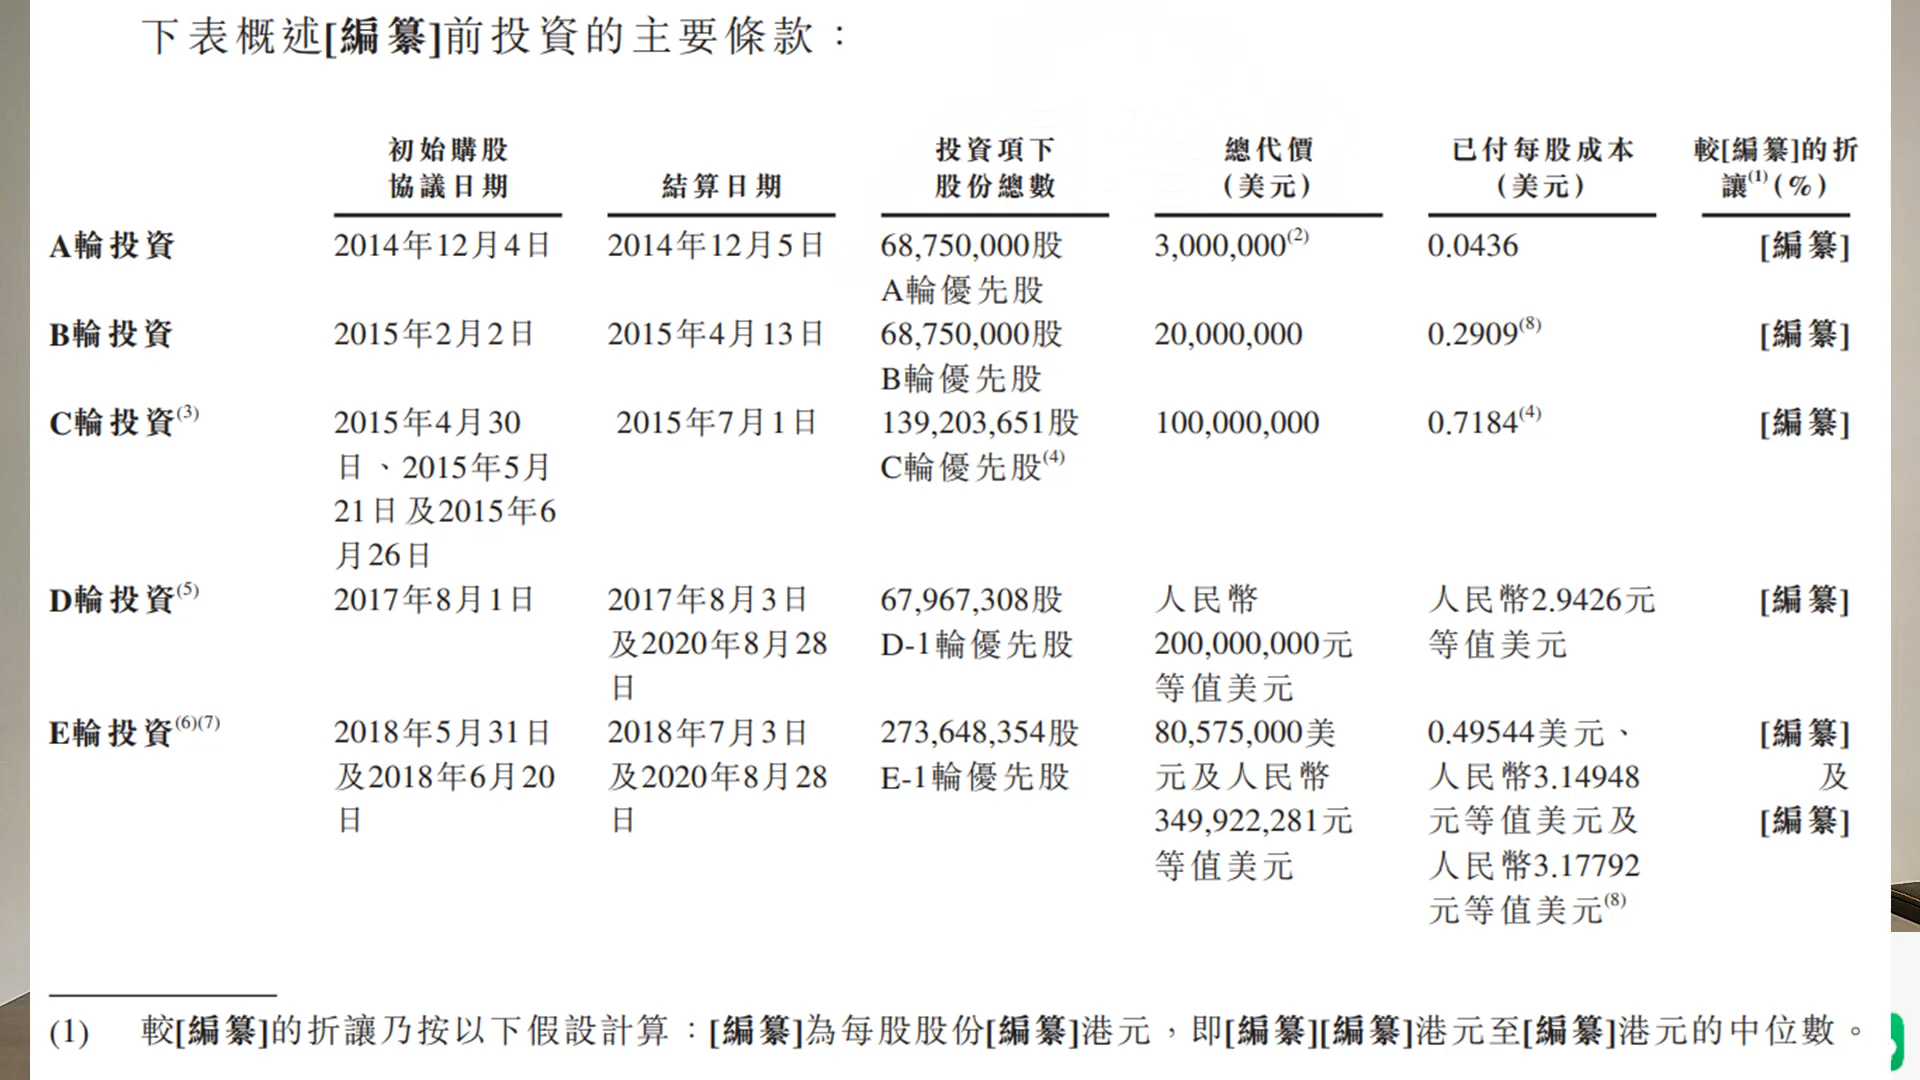 下表概述[編纂]前投資的主要條款：
初始購股
協議日期
結算日期
投資項下
股份總數
總代價
(美元)
已付每股成本
(美元)
較[編纂]的折
讓(1)(%)
A輪投資 2014年12月4日 2014年12月5日 68,750,000股 3,000,000(2) 0.0436 [編纂]
A輪優先股
B輪投資 2015年2月2日 2015年4月13日 68,750,000股 20,000,000 0.2909(8) [編纂]
B輪優先股
C輪投資(3) 2015年4月30 2015年7月1日 139,203,651股 100,000,000 0.7184(4) [編纂]
日、2015年5月 C輪優先股(4)
21日及2015年6
月26日
D輪投資(5) 2017年8月1日 2017年8月3日 67,967,308股 人民幣 人民幣2.9426元 [編纂]
及2020年8月28 D-1輪優先股 200,000,000元 等值美元
日 等值美元
E輪投資(6)(7) 2018年5月31日 2018年7月3日 273,648,354股 80,575,000美 0.49544美元、 [編纂]
及2018年6月20 及2020年8月28 E-1輪優先股 元及人民幣 人民幣3.14948 及
日 日 349,922,281元 元等值美元及 [編纂]
等值美元 人民幣3.17792
元等值美元(8)
(1) 較[編纂]的折讓乃按以下假設計算：[編纂]為每股股份[編纂]港元，即[編纂][編纂]港元至[編纂]港元的中位數。